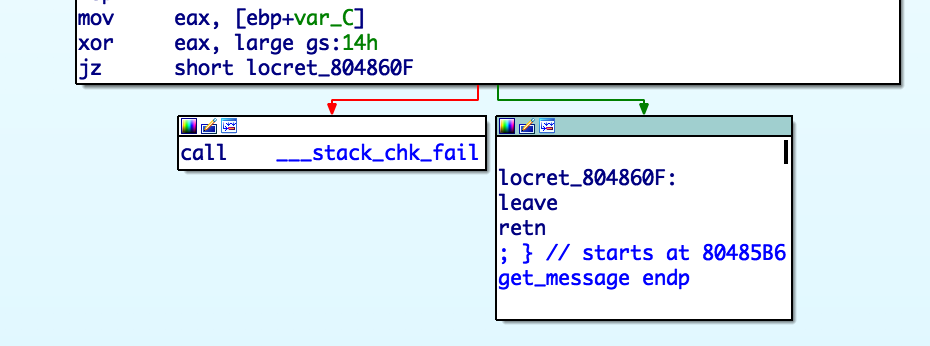 mov eax, [ebp+var_C]
xor eax, large gs:14h
jz short locret_804860F
call ___stack_chk_fail
locret_804860F:
leave
retn
; } // starts at 80485B6
get_message endp